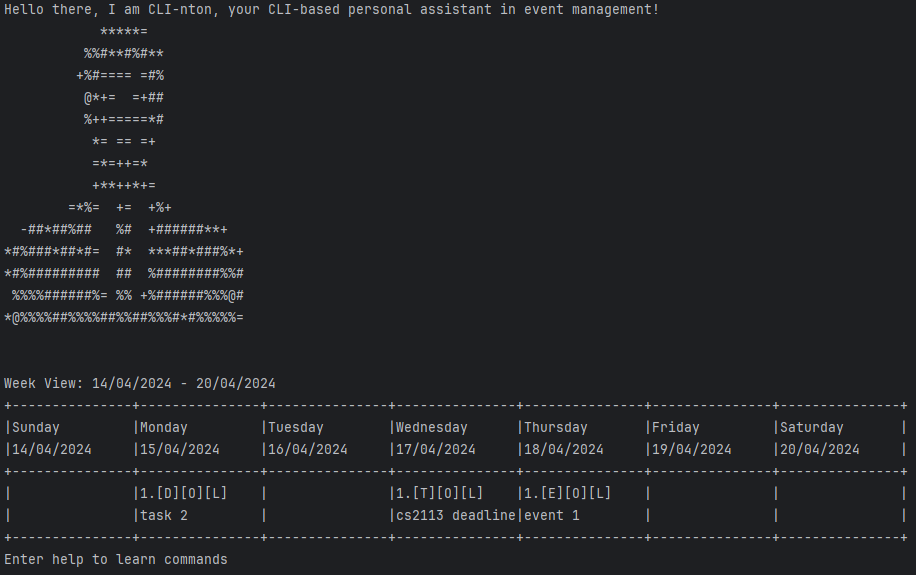 Hello there, I am CLI-nton, your CLI-based personal assistant in event management!
            *****=
          %%#**#%#**
         +%#==== =#%
          @*+=  =+##
          %++=====*#
           *= == =+
           =*=++=*
           +**++*+=
        =*%=  +=  +%+
  -##*##%##   %#  +######**+
*#%###*##*#=  #*  ***##*###%*+
*#%#########  ##  %########%%#
 %%%%######%= %% +%######%%%@#
*@%%%%##%%%%##%%##%%%#*#%%%%%=
Week View: 14/04/2024 - 20/04/2024
+---------------+---------------+---------------+---------------+---------------+---------------+---------------+
|Sunday         |Monday         |Tuesday        |Wednesday      |Thursday       |Friday         |Saturday       |
|14/04/2024     |15/04/2024     |16/04/2024     |17/04/2024     |18/04/2024     |19/04/2024     |20/04/2024     |
+---------------+---------------+---------------+---------------+---------------+---------------+---------------+
|               |1.[D][O][L]    |               |1.[T][O][L]    |1.[E][O][L]    |               |               |
|               |task 2         |               |cs2113 deadline|event 1        |               |               |
+---------------+---------------+---------------+---------------+---------------+---------------+---------------+
Enter help to learn commands